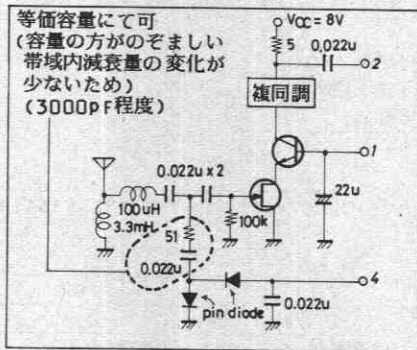 等価容量にて可
(容量の方がのぞましい
帯域内減衰量の変化が
少ないため)
(3000pF程度)
VCC = 8V
5
0.022u
2
複同調
1
0.022u x 2
22u
100uH
3.3mH
51
100k
0.022u
4
pin diode
0.022u